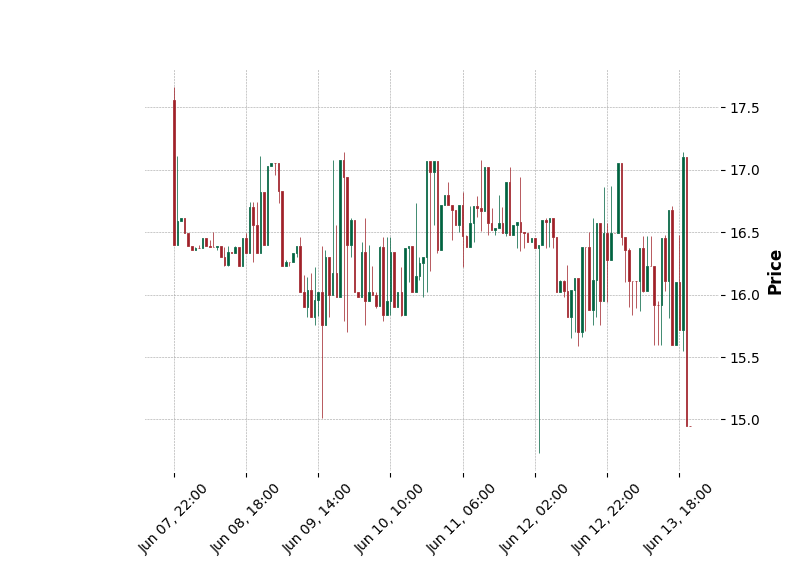 17.5
17.0
16.5
16.0
15.5
15.0
Price
Jun 07, 22:00
Jun 08, 18:00
Jun 09, 14:00
Jun 10, 10:00
Jun 11, 06:00
Jun 12, 02:00
Jun 12, 22:00
Jun 13, 18:00